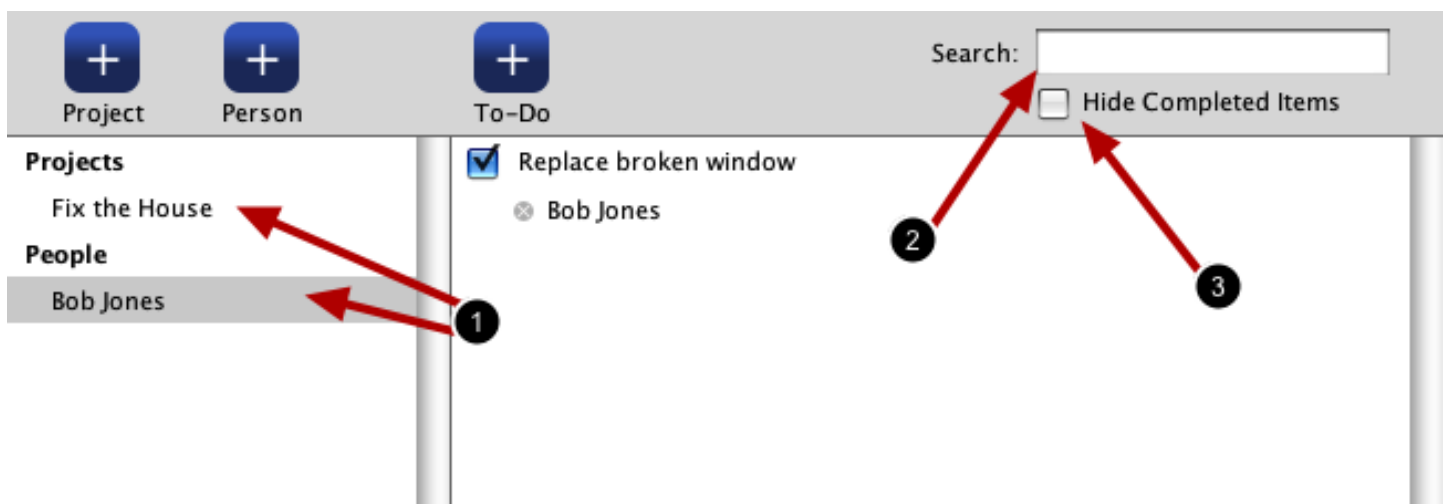 Search:
Project Person To-Do
Hide Completed Items
Projects
Replace broken window
Fix the House
Bob Jones
2
People
Bob Jones
3
1